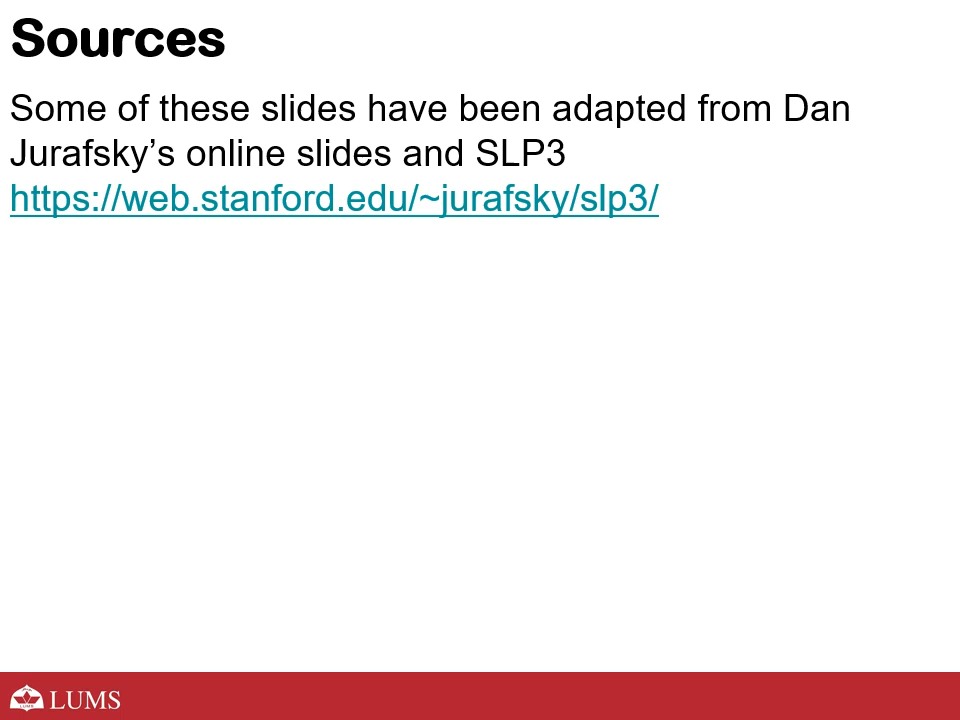 Sources
Some of these slides have been adapted from Dan
Jurafsky’s online slides and SLP3
https://web.stanford.edu/~jurafsky/slp3/
LUMS
LUMS